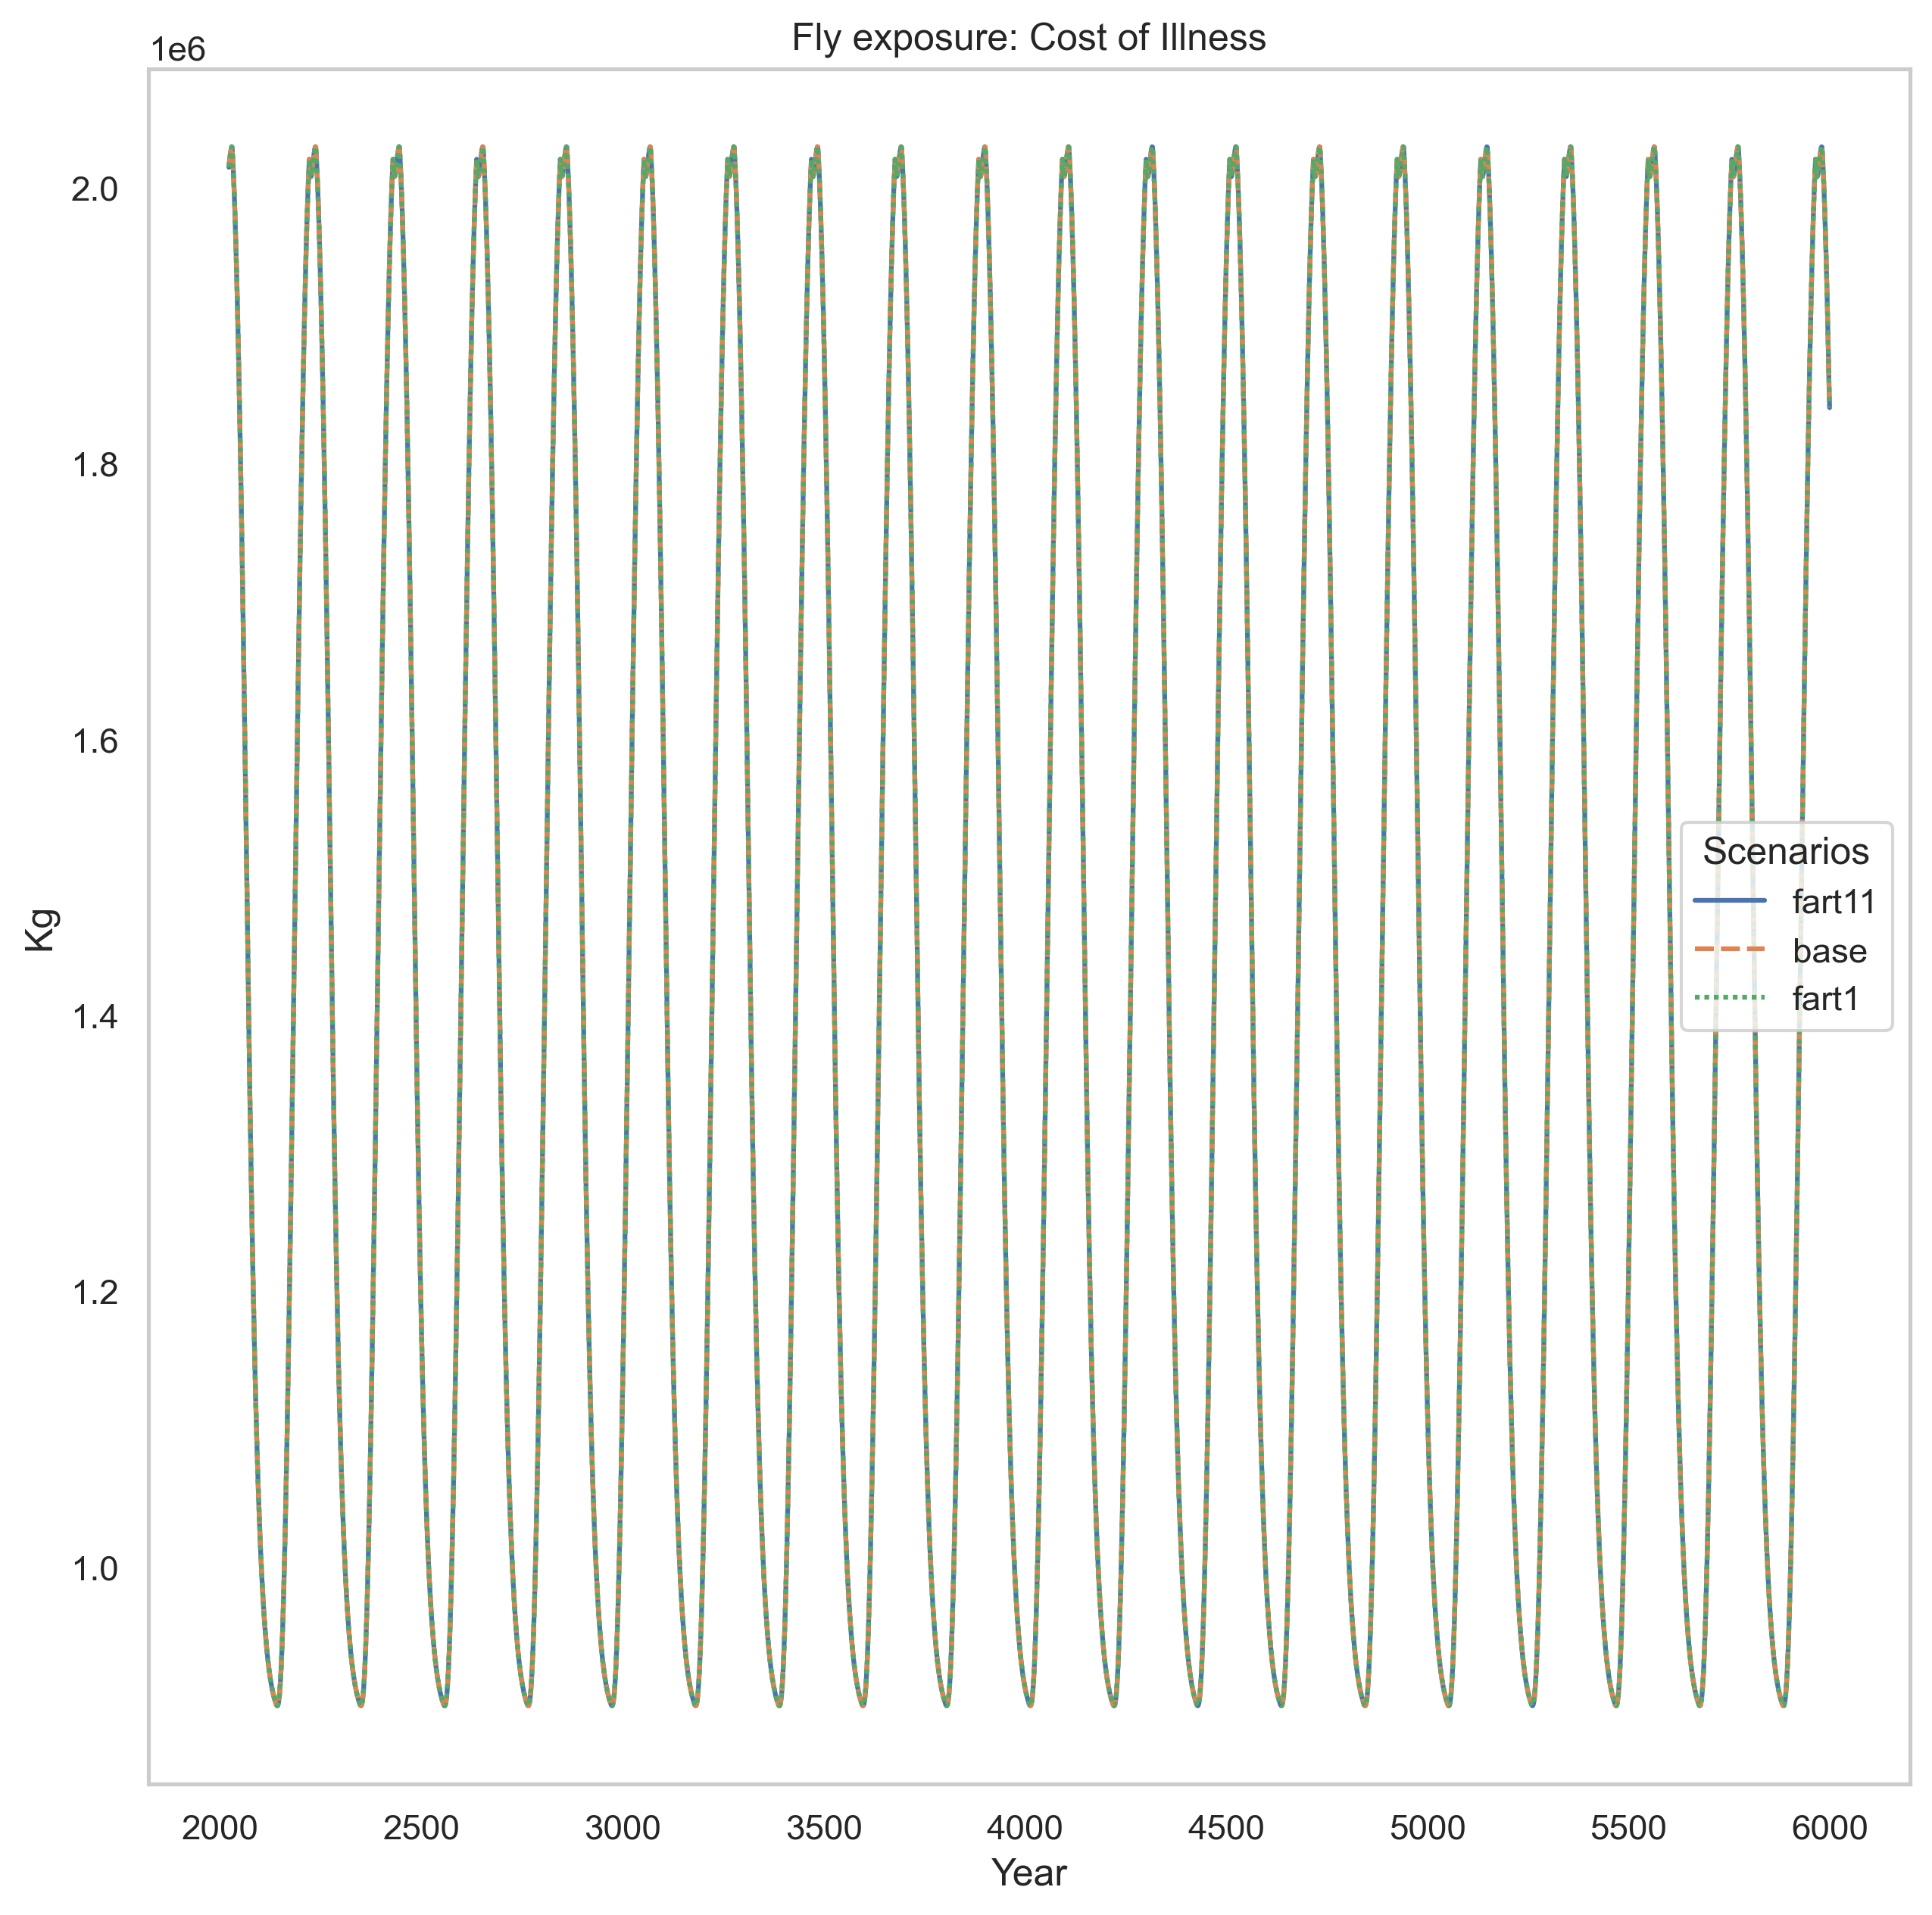 Fly exposure: Cost of Illness
1e6
2.0
1.8
1.6
1.4
1.2
1.0
Kg
Scenarios
fart11
base
fart1
2000 2500 3000 3500 4000 4500 5000 5500 6000
Year